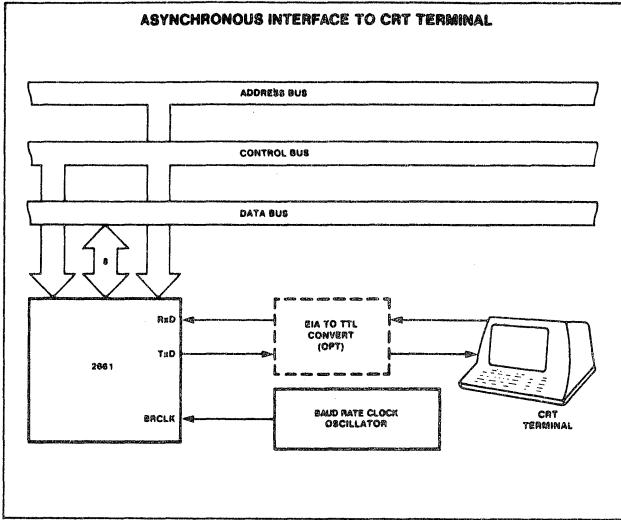 ASYNCHRONOUS INTERFACE TO CRT TERMINAL
ADDRESS BUS
CONTROL BUS
DATA BUS
8
RxD
TxD
2661
BRCLK
EIA TO TTL
CONVERT
(OPT)
BAUD RATE CLOCK
OSCILLATOR
CRT
TERMINAL